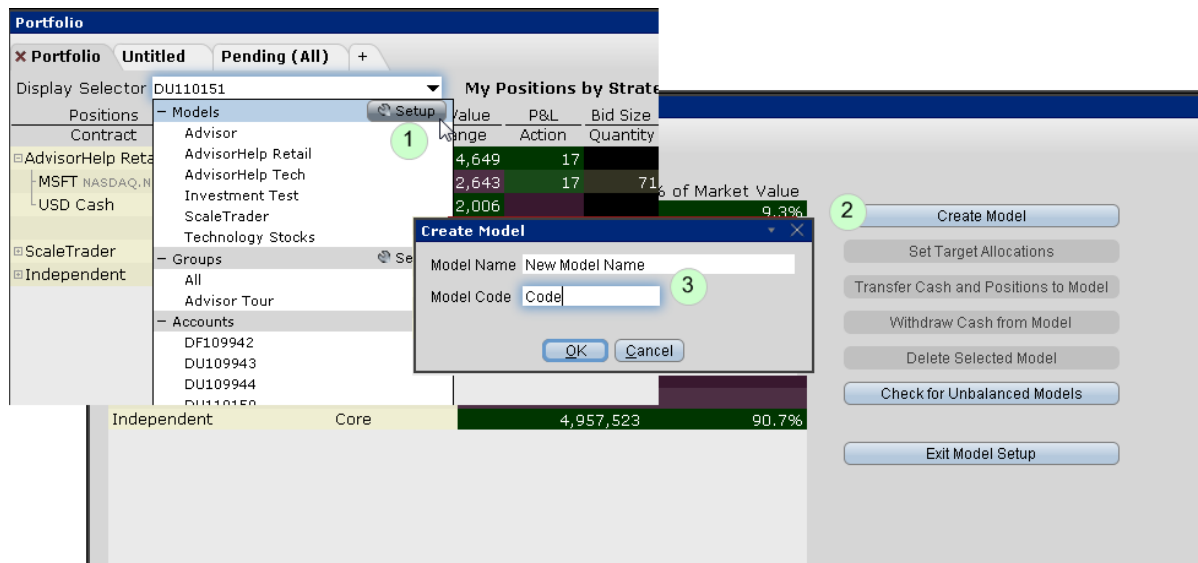 Portfolio
× Portfolio Untitled Pending (All) +
Display Selector DU110151 My Positions by Strate
Positions − Models Setup Value P&L Bid Size
Contract Advisor 1 ange Action Quantity
AdvisorHelp Reta AdvisorHelp Retail 4,649 17
MSFT NASDAQ.N AdvisorHelp Tech 2,643 17 71
USD Cash Investment Test 2,006 % of Market Value
ScaleTrader 9.3% 2 Create Model
Technology Stocks Create Model
ScaleTrader − Groups Se Model Name New Model Name Set Target Allocations
Independent All 3
Advisor Tour Model Code Code Transfer Cash and Positions to Model
− Accounts Withdraw Cash from Model
DF109942
DU109943 OK Cancel Delete Selected Model
DU109944
Check for Unbalanced Models
Independent Core 4,957,523 90.7%
Exit Model Setup